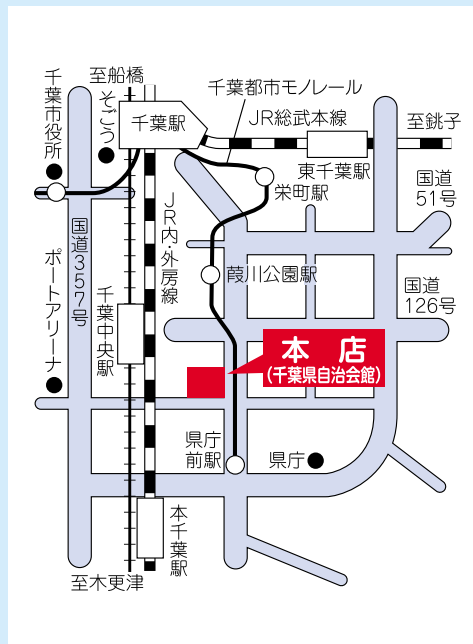 至船橋
千葉市役所
そごう
千葉駅
千葉都市モノレール
JR総武本線
至銚子
東千葉駅
栄町駅
国道
51号
国道357号
JR内・外房線
葭川公園駅
ポートアリーナ
千葉中央駅
国道
126号
本店
(千葉県自治会館)
県庁
前駅
県庁
本千葉駅
至木更津